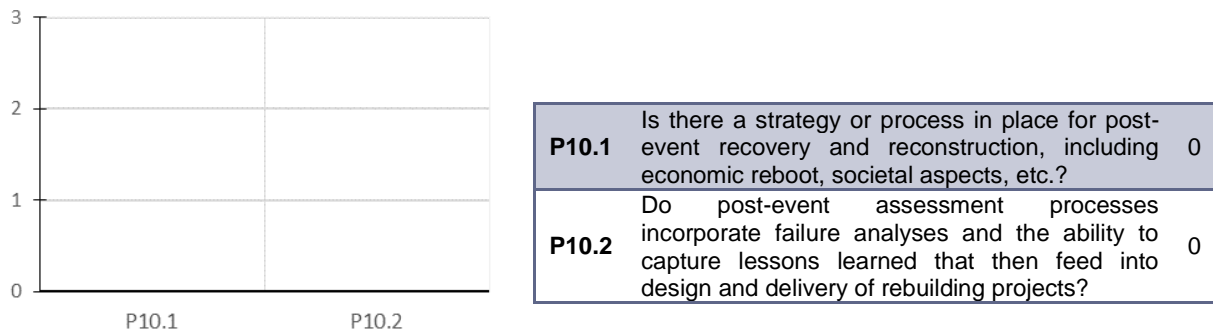 3
2
1
0
P10.1 P10.2
P10.1 Is there a strategy or process in place for post-
event recovery and reconstruction, including
economic reboot, societal aspects, etc.? 0
P10.2 Do post-event assessment processes
incorporate failure analyses and the ability to
capture lessons learned that then feed into
design and delivery of rebuilding projects? 0